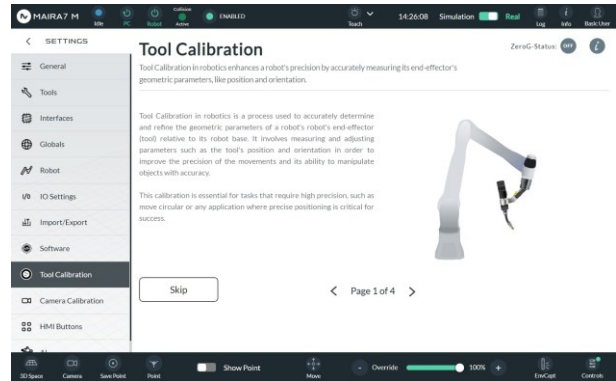 MAIRA7 M
Idle
PC
Robot
Collision
Active
ENABLED
Teach
14:26:08
Simulation
Real
Log
Info
Basic User
SETTINGS
General
Tools
Interfaces
Globals
Robot
I/O
IO Settings
Import/Export
Software
Tool Calibration
Camera Calibration
HMI Buttons
Tool Calibration
ZeroG-Status:
OFF
Tool Calibration in robotics enhances a robot's precision by accurately measuring its end-effector's
geometric parameters, like position and orientation.
Tool Calibration in robotics is a process used to accurately determine
and refine the geometric parameters of a robot's robot's end-effector
(tool) relative to its robot base. It involves measuring and adjusting
parameters such as the tool's position and orientation in order to
improve the precision of the movements and its ability to manipulate
objects with accuracy.
This calibration is essential for tasks that require high precision, such as
move circular or any application where precise positioning is critical for
success.
Skip
Page 1 of 4
3D Space
Camera
Save Point
Point
Show Point
Move
- Override 100% +
EnvCapt
Controls